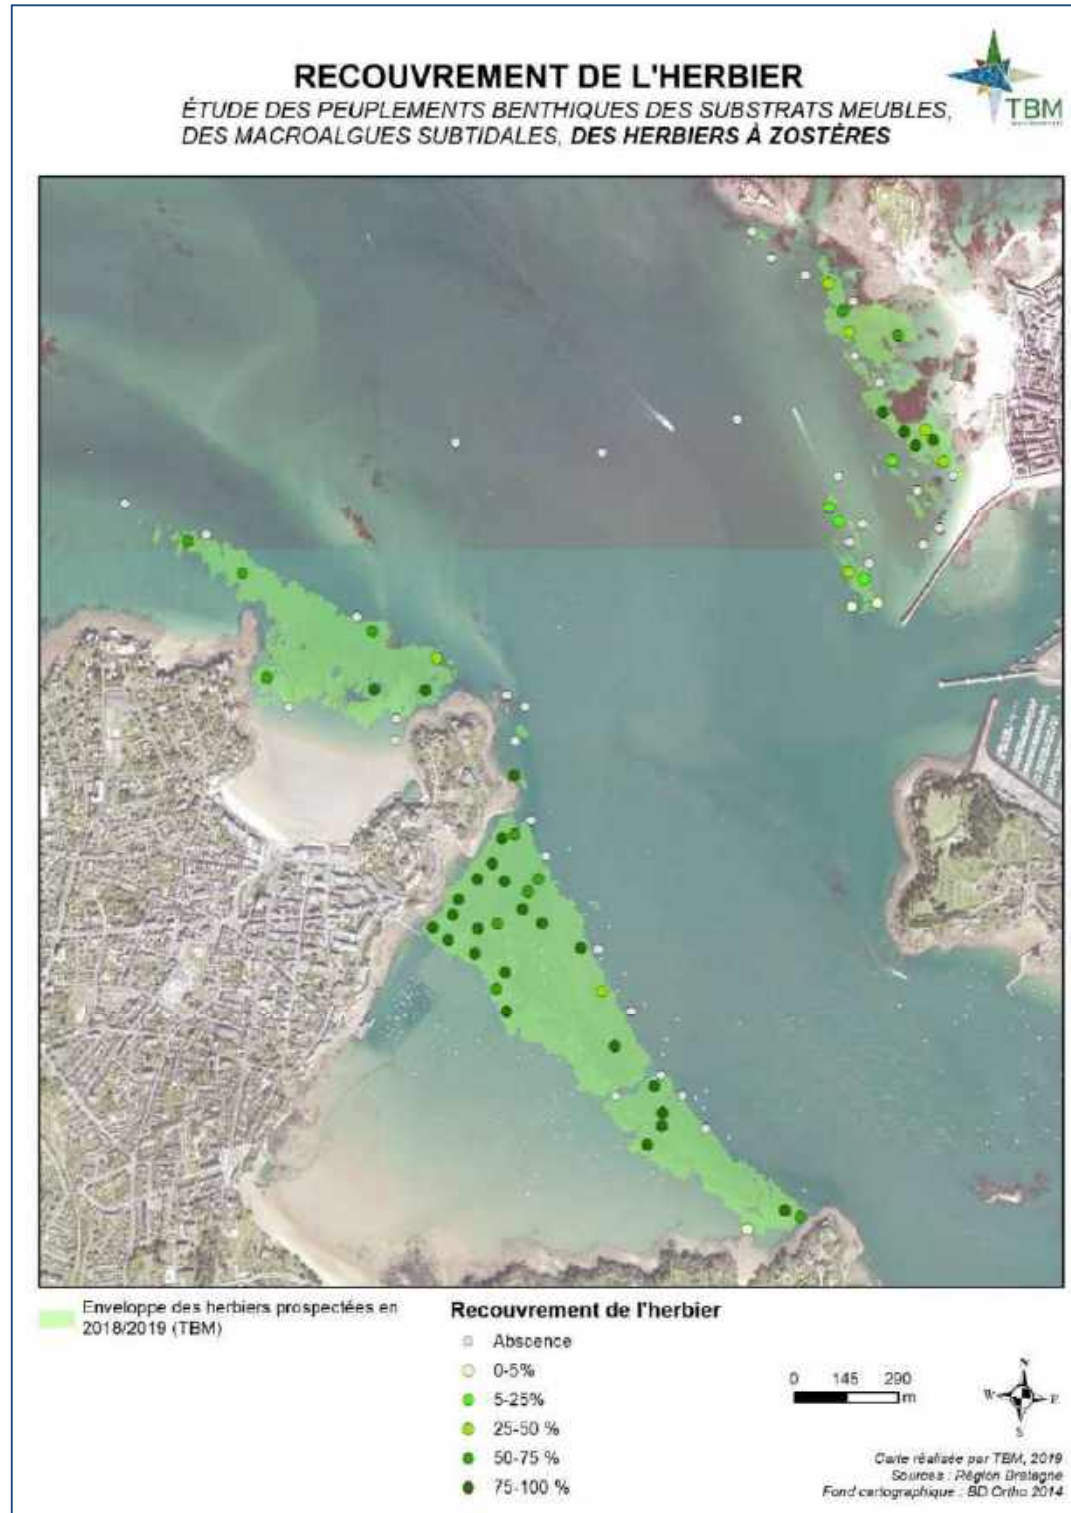 RECOUVREMENT DE L'HERBIER
ÉTUDE DES PEUPLEMENTS BENTHIQUES DES SUBSTRATS MEUBLES,
DES MACROALGUES SUBTIDALES, DES HERBIERS À ZOSTÈRES
TBM
Enveloppe des herbiers prospectées en
2018/2019 (TBM)
Recouvrement de l'herbier
Abscence
0-5%
5-25%
25-50 %
50-75 %
75-100 %
0 145 290
m
N
W E
S
Carte réalisée par TBM, 2019
Sources : Région Bretagne
Fond cartographique : BD Ortho 2014